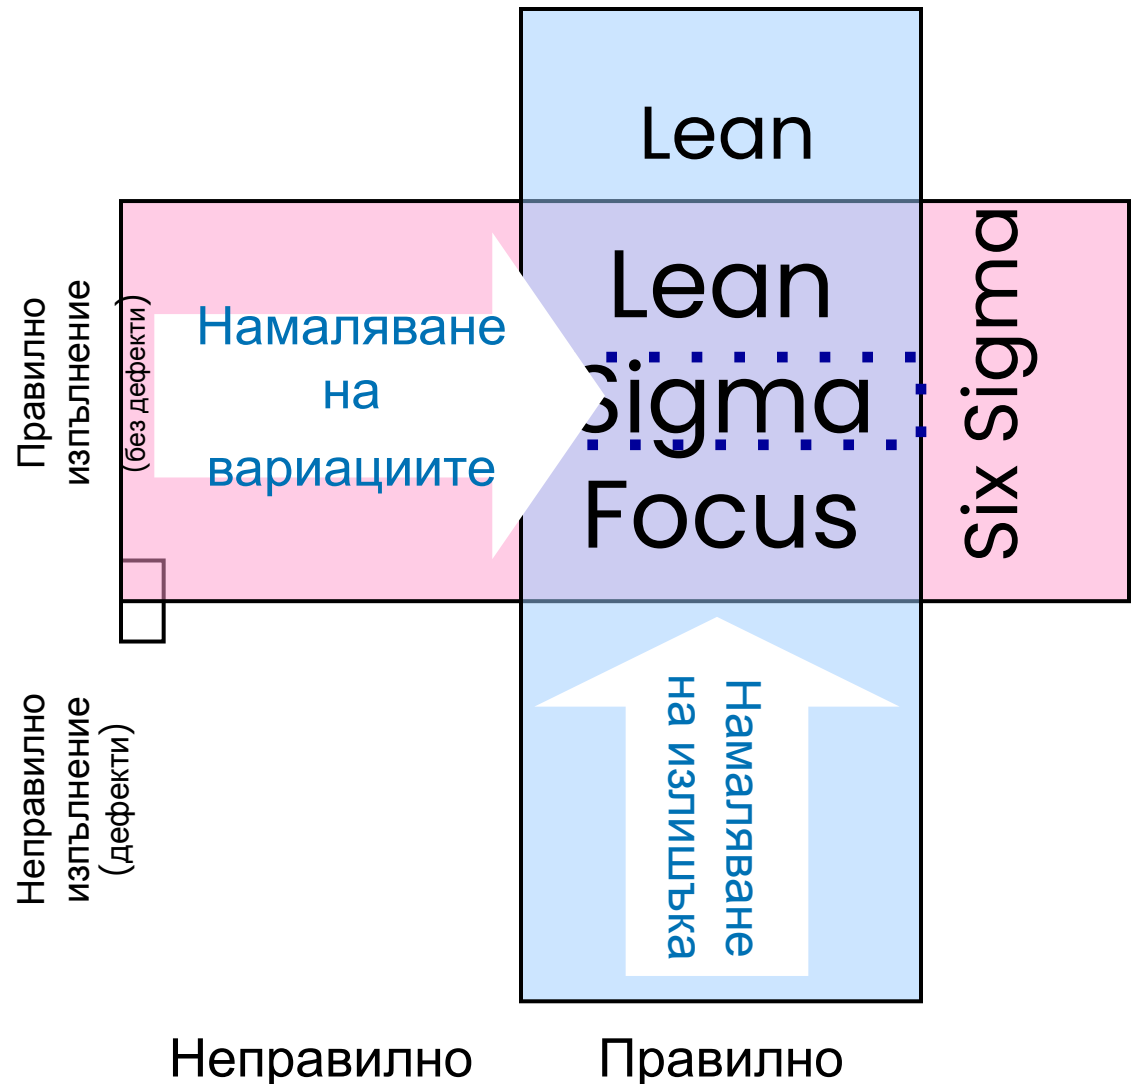 Lean
Lean
Sigma
Focus
Six Sigma
Намаляване
на
вариациите
Правилно
изпълнение
(без дефекти)
Неправилно
изпълнение
(дефекти)
Намаляване
на излишъка
Неправилно
Правилно